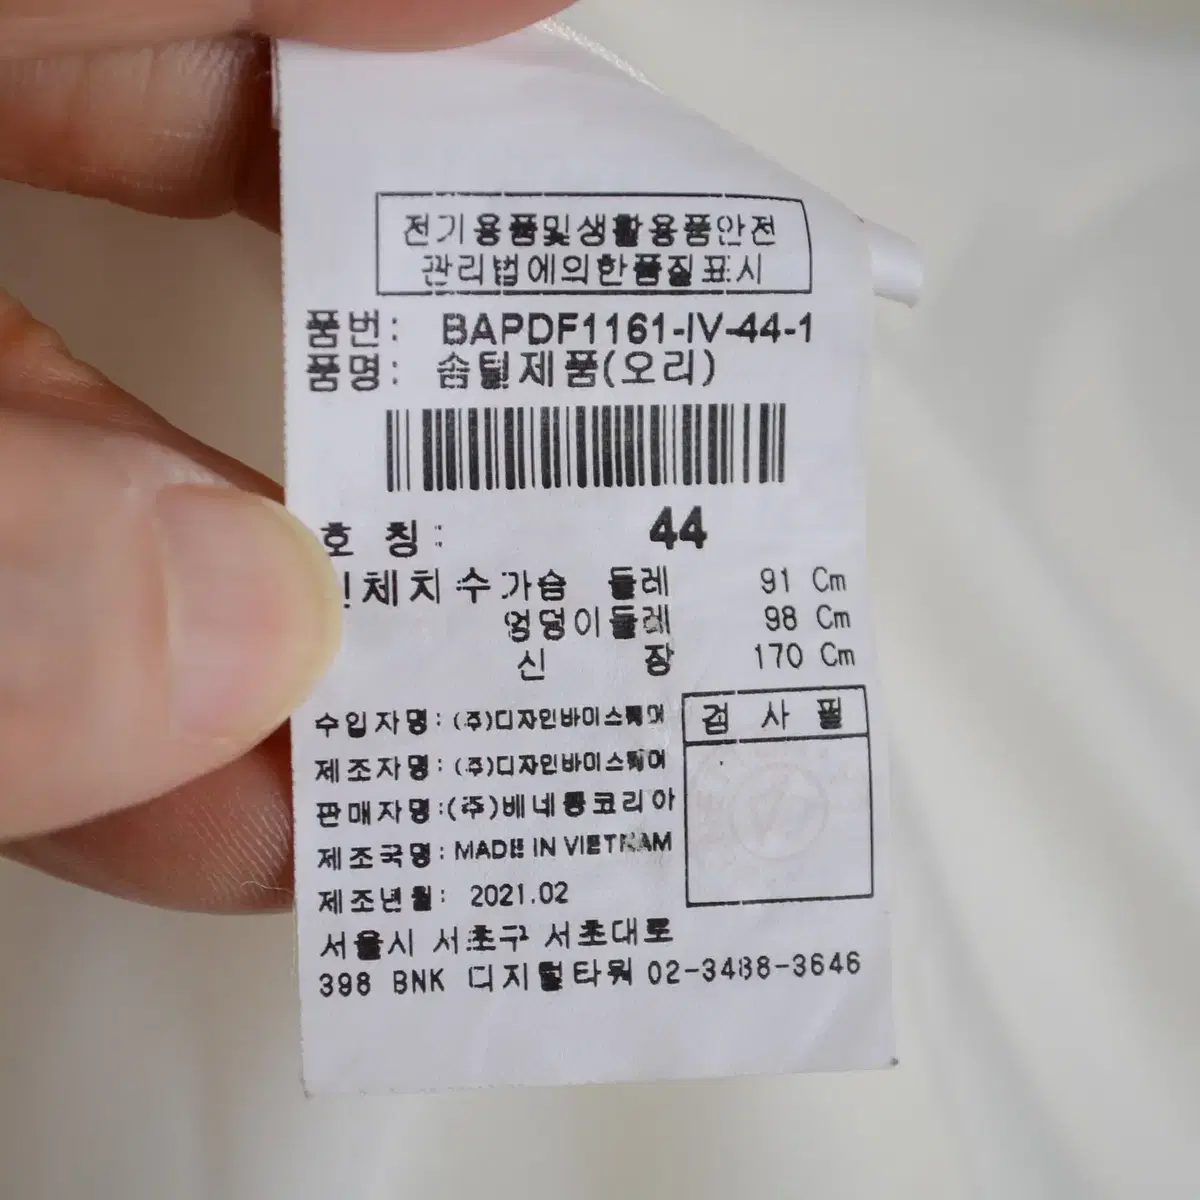 전기용품및생활용품안전
관리법에의한품질표시
품번: BAPDF1161-IV-44-1
품명: 솜털제품(오리)
호 칭: 44
인체치수 가슴 둘레 91 Cm
엉덩이둘레 98 Cm
신 장 170 Cm
수입자명: (주)디자인바이스퀘어
제조자명: (주)디자인바이스퀘어
판매자명:(주)베네통코리아
제조국명: MADE IN VIETNAM
제조년월: 2021.02
검 사 필
서울시 서초구 서초대로
398 BNK 디지털타워 02-3488-3646